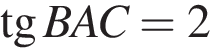 tg BAC = 2